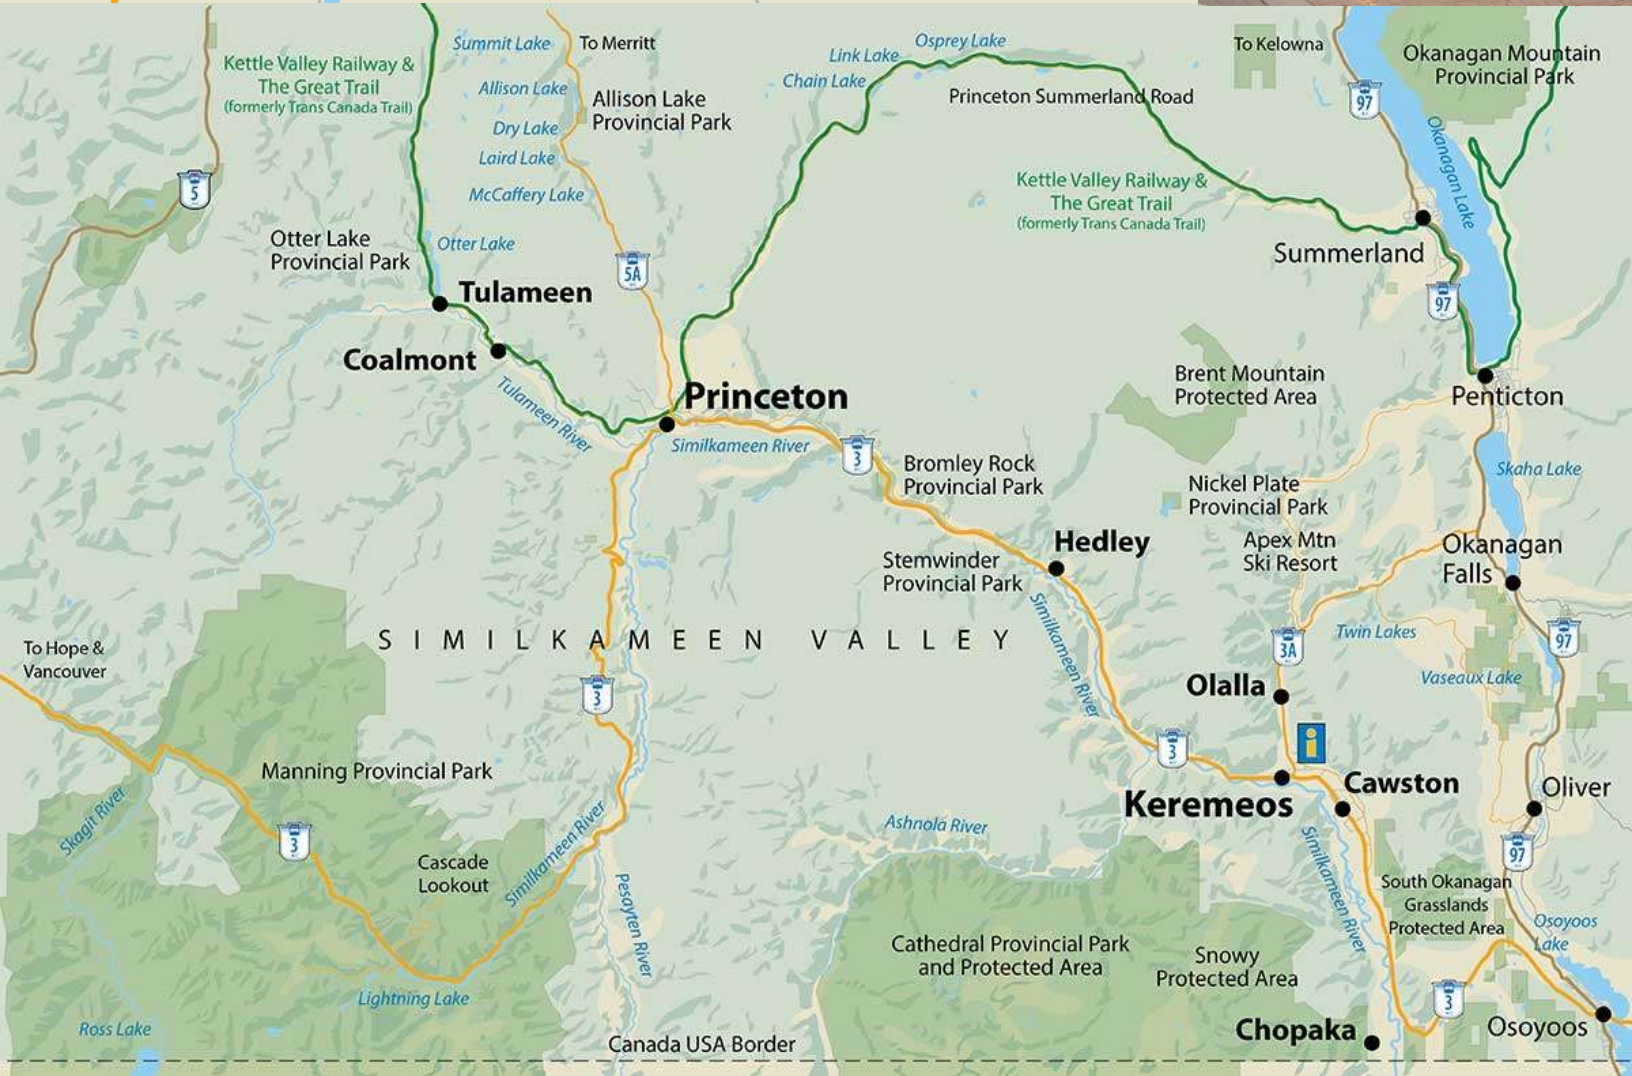 Summit Lake
To Merritt
Kettle Valley Railway &
The Great Trail
(formerly Trans Canada Trail)
Allison Lake
Allison Lake
Provincial Park
Dry Lake
Laird Lake
McCaffery Lake
5
Otter Lake
Provincial Park
Otter Lake
5A
Tulameen
Coalmont
Tulameen River
Princeton
Similkameen River
Osprey Lake
Link Lake
Chain Lake
Princeton Summerland Road
Kettle Valley Railway &
The Great Trail
(formerly Trans Canada Trail)
To Kelowna
97
Okanagan Mountain
Provincial Park
Okanagan Lake
Summerland
97
Brent Mountain
Protected Area
Penticton
3
Bromley Rock
Provincial Park
Nickel Plate
Provincial Park
Skaha Lake
Apex Mtn
Ski Resort
Hedley
Stemwinder
Provincial Park
Similkameen River
Okanagan
Falls
SIMILKAMEEN VALLEY
To Hope &
Vancouver
3
3A
Twin Lakes
97
Vaseaux Lake
Olalla
i
3
Keremeos
Cawston
Oliver
97
Manning Provincial Park
Skagit River
3
Cascade
Lookout
Similkameen River
Pesayten River
Ashnola River
Similkameen River
South Okanagan
Grasslands
Protected Area
Osoyoos
Lake
Cathedral Provincial Park
and Protected Area
Snowy
Protected Area
3
Lightning Lake
Ross Lake
Canada USA Border
Chopaka
Osoyoos